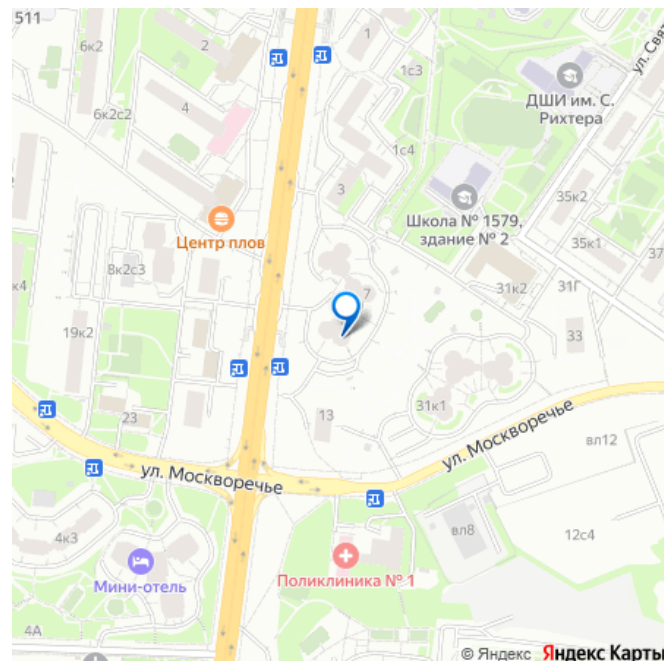 511
6к2
2
1
1с3
ул. Свят
ДШИ им. С.
Рихтера
6к2с2
4
1с4
3
35к2
Школа № 1579,
здание № 2
35к1
Центр плов
37
8к2с3
7
31к2
31Г
к4
19к2
33
23
13
31к1
ул. Москворечье
вл12
ул. Москворечье
4к3
вл8
12с4
Мини-отель
Поликлиника № 1
4А
© Яндекс Яндекс Карты